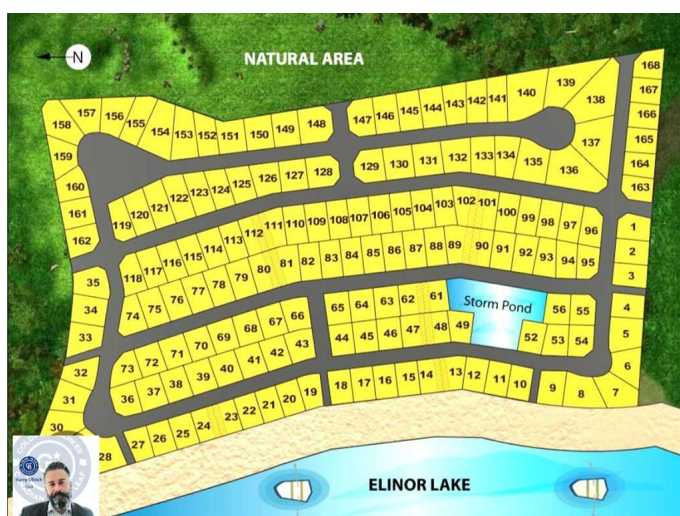 N
NATURAL AREA
157 156 155 154 153 152 151 150 149 148 147 146 145 144 143 142 141 140 139 138 168
158 167
159 166
160 165
161 164
162 163
137
136
119 120 121 122 123 124 125 126 127 128 129 130 131 132 133 134 135
118 117 116 115 114 113 112 111 110 109 108 107 106 105 104 103 102 101 100 99 98 97 96
74 75 76 77 78 79 80 81 82 83 84 85 86 87 88 89 90 91 92 93 94 95
1
2
3
35
34
33
32
31
30
28
73 72 71 70 69 68 67 66 65 64 63 62 61
Storm Pond
56 55
4
5
6
7
36 37 38 39 40 41 42 43 44 45 46 47 48 49
52 53 54
27 26 25 24 23 22 21 20 19 18 17 16 15 14 13 12 11 10 9 8
ELINOR LAKE
Kerry Ullrich